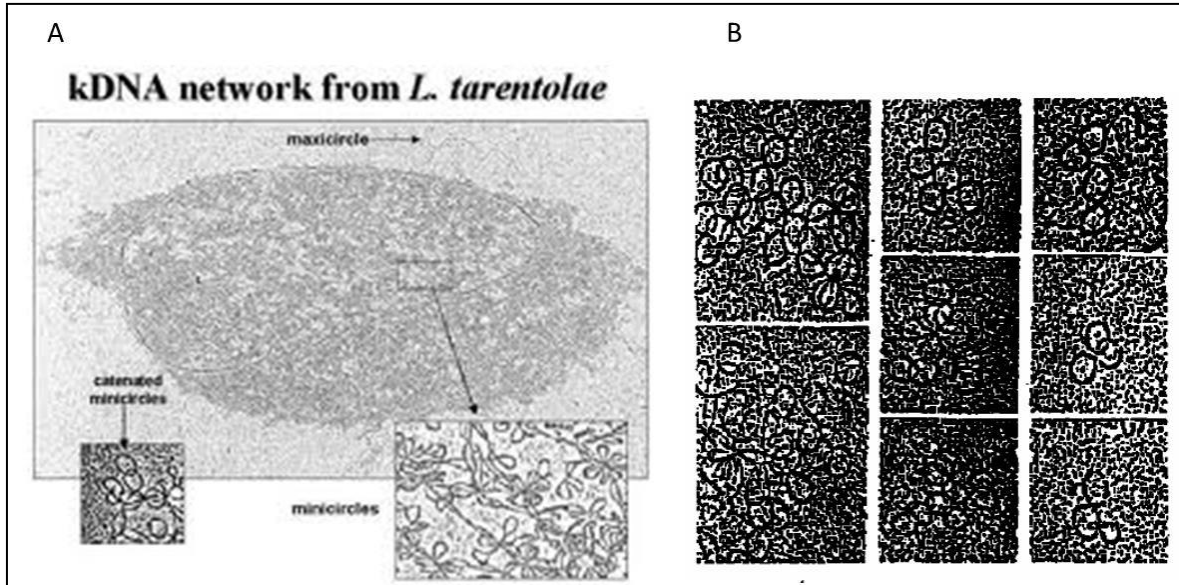 A
B
kDNA network from L. tarentolae
maxicircle
catenated
minicircles
minicircles